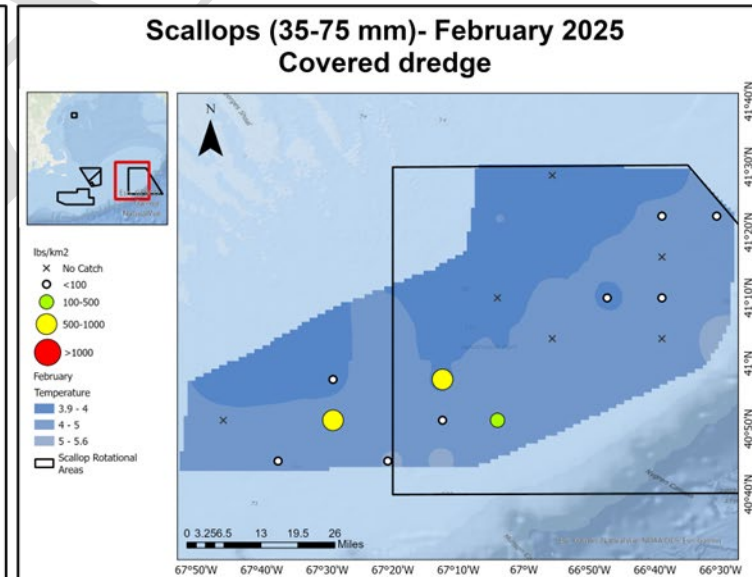 Scallops (35-75 mm)- February 2025
Covered dredge
N
lbs/km2
No Catch
<100
100-500
500-1000
>1000
February
Temperature
3.9 - 4
4 - 5
5 - 5.6
Scallop Rotational
Areas
0 3.256.5 13 19.5 26
Miles
41°40'N
41°30'N
41°20'N
41°10'N
41°N
40°50'N
40°40'N
67°50'W 67°40'W 67°30'W 67°20'W 67°10'W 67°W 66°50'W 66°40'W 66°30'W